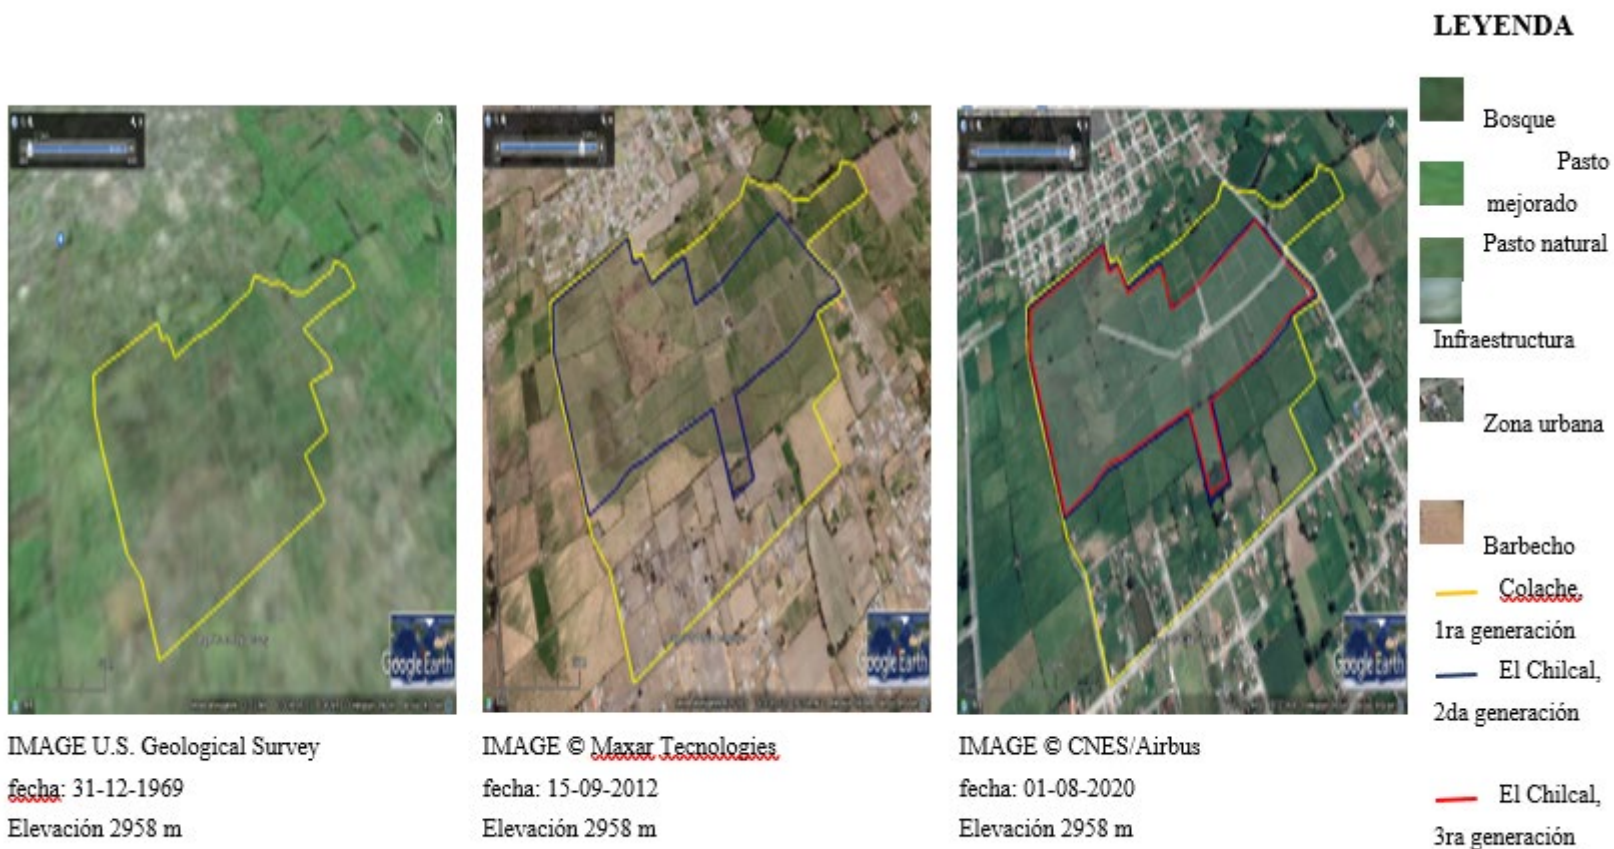 LEYENDA
Bosque
Pasto
mejorado
Pasto natural
Infraestructura
Zona urbana
Barbecho
Colache,
1ra generación
El Chilcal,
2da generación
El Chilcal,
3ra generación
Google Earth
Google Earth
Google Earth
IMAGE U.S. Geological Survey
fecha: 31-12-1969
Elevación 2958 m
IMAGE © Maxar Tecnologies
fecha: 15-09-2012
Elevación 2958 m
IMAGE © CNES/Airbus
fecha: 01-08-2020
Elevación 2958 m